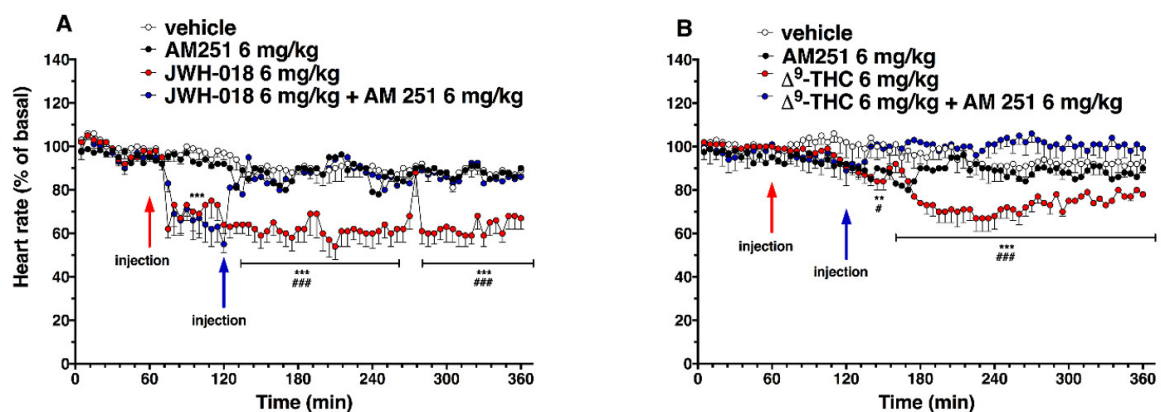 A
vehicle
AM251 6 mg/kg
JWH-018 6 mg/kg
JWH-018 6 mg/kg + AM 251 6 mg/kg
Heart rate (% of basal)
140
120
100
80
60
40
20
0
***
injection
injection
***
###
***
###
0 60 120 180 240 300 360
Time (min)
B
vehicle
AM251 6 mg/kg
Δ⁹-THC 6 mg/kg
Δ⁹-THC 6 mg/kg + AM 251 6 mg/kg
140
120
100
80
60
40
20
0
**
#
injection
injection
***
###
0 60 120 180 240 300 360
Time (min)